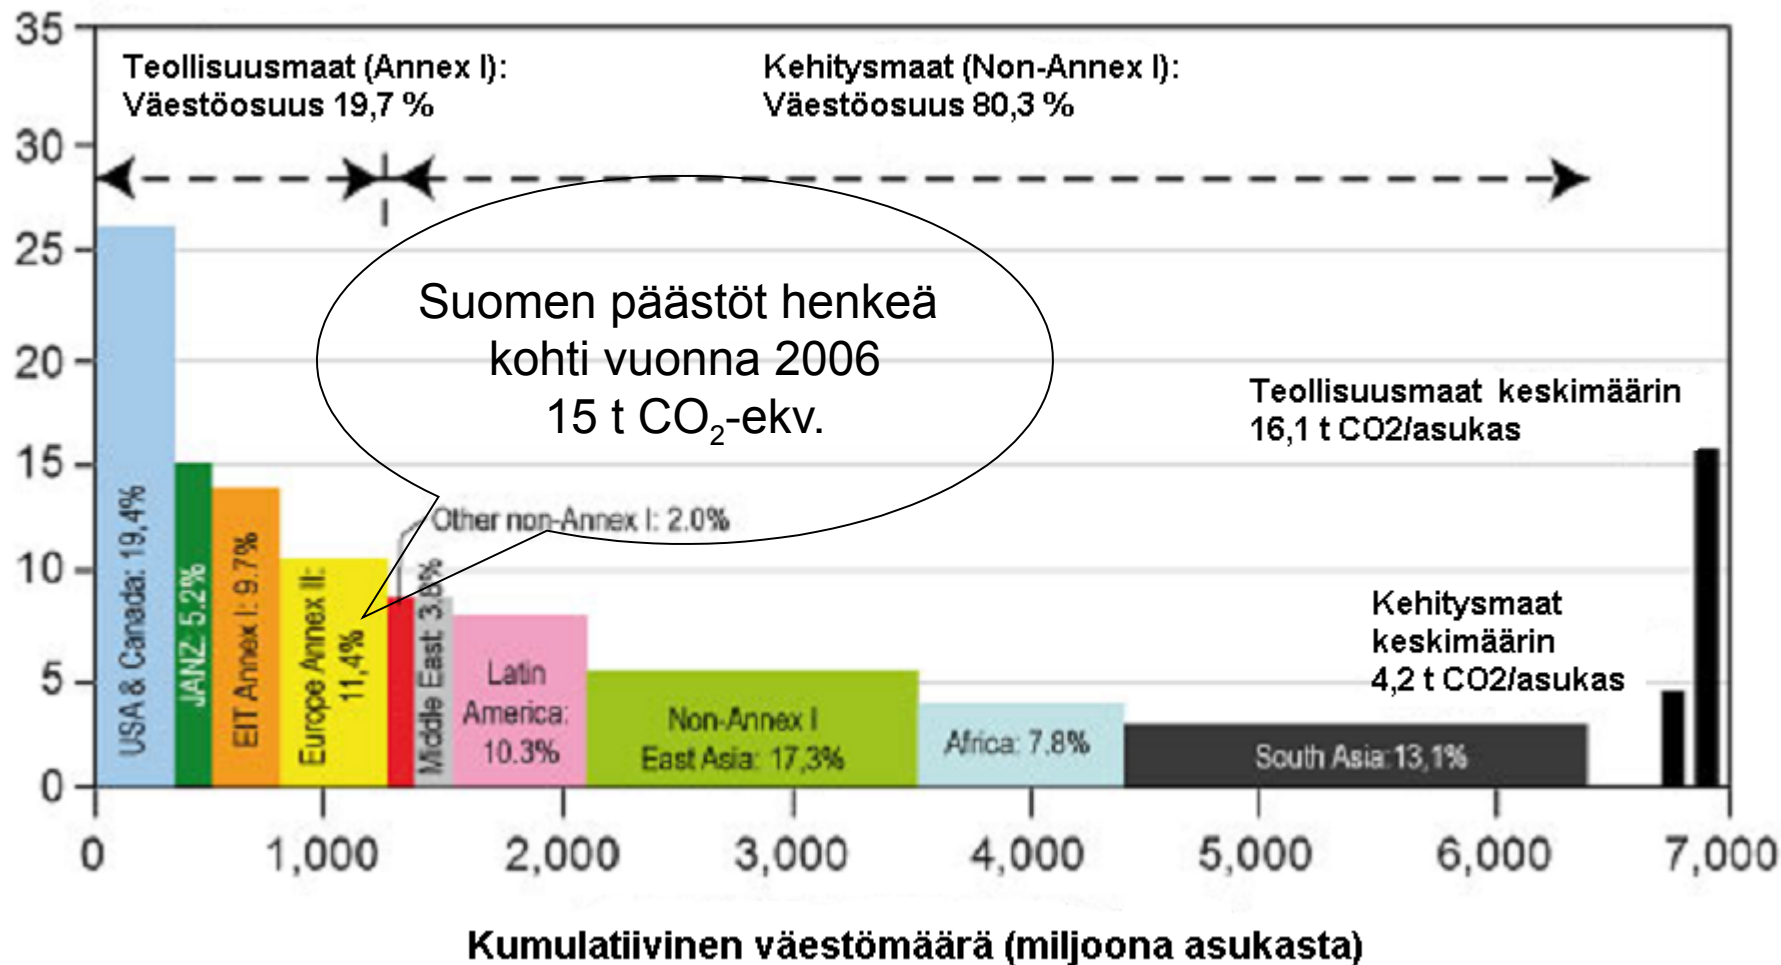 35
30
25
20
15
10
5
0
Teollisuusmaat (Annex I):
Väestöosuus 19,7 %
Kehitysmaat (Non-Annex I):
Väestöosuus 80,3 %
Suomen päästöt henkeä
kohti vuonna 2006
15 t CO₂-ekv.
Teollisuusmaat keskimäärin
16,1 t CO2/asukas
Kehitysmaat
keskimäärin
4,2 t CO2/asukas
USA & Canada: 19,4%
JANZ: 5.2%
EIT Annex I: 9.7%
Europe Annex II:
11,4%
Other non-Annex I: 2.0%
Middle East: 3.8%
Latin
America:
10.3%
Non-Annex I
East Asia: 17,3%
Africa: 7.8%
South Asia:13,1%
0 1,000 2,000 3,000 4,000 5,000 6,000 7,000
Kumulatiivinen väestömäärä (miljoona asukasta)